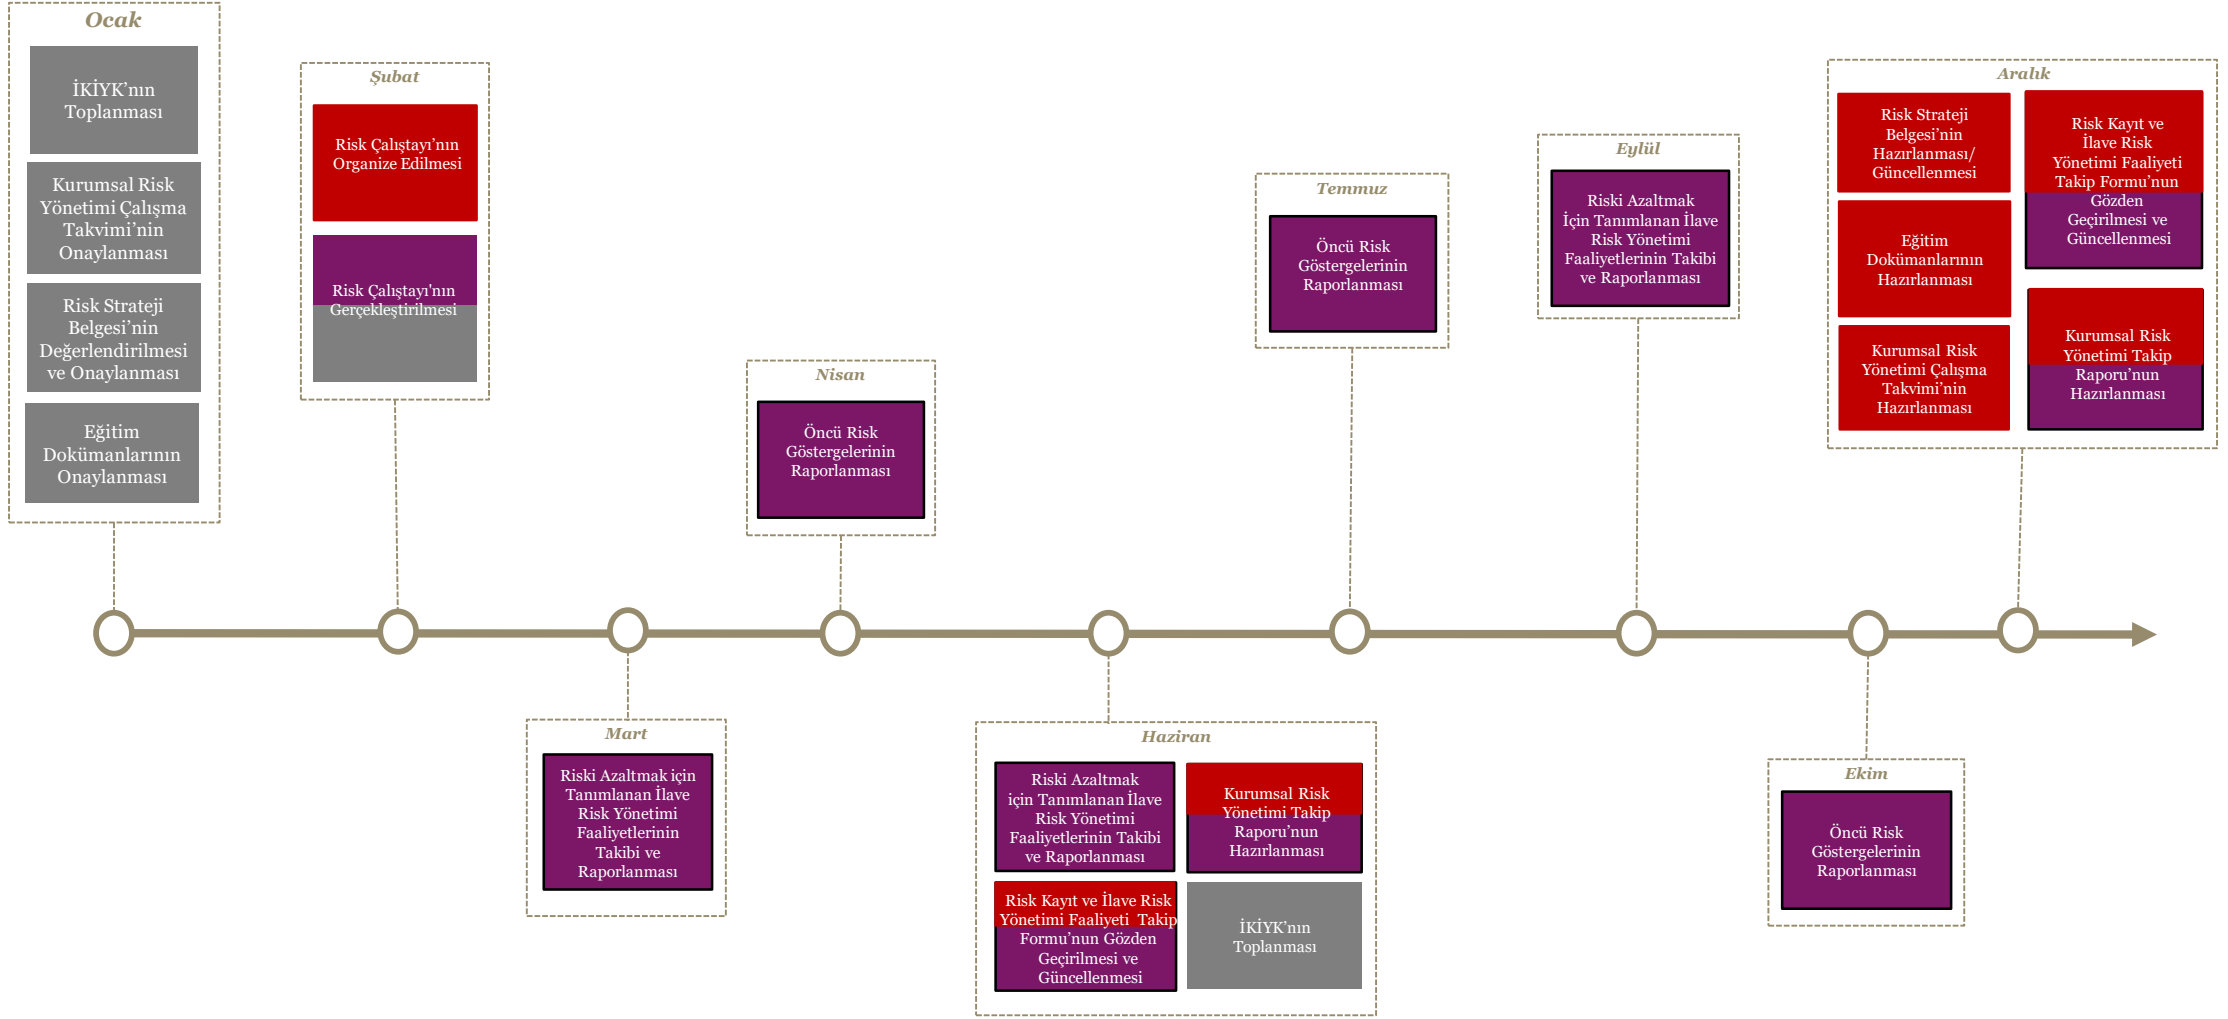 Ocak
İKİYK’nın
Toplanması
Kurumsal Risk
Yönetimi Çalışma
Takvimi’nin
Onaylanması
Risk Strateji
Belgesi’nin
Değerlendirilmesi
ve Onaylanması
Eğitim
Dokümanlarının
Onaylanması
Şubat
Risk Çalıştayı’nın
Organize Edilmesi
Risk Çalıştayı'nın
Gerçekleştirilmesi
Mart
Riski Azaltmak için
Tanımlanan İlave
Risk Yönetimi
Faaliyetlerinin
Takibi ve
Raporlanması
Nisan
Öncü Risk
Göstergelerinin
Raporlanması
Haziran
Riski Azaltmak
için Tanımlanan İlave
Risk Yönetimi
Faaliyetlerinin Takibi
ve Raporlanması
Kurumsal Risk
Yönetimi Takip
Raporu’nun
Hazırlanması
Risk Kayıt ve İlave Risk
Yönetimi Faaliyeti Takip
Formu’nun Gözden
Geçirilmesi ve
Güncellenmesi
İKİYK’nın
Toplanması
Temmuz
Öncü Risk
Göstergelerinin
Raporlanması
Eylül
Riski Azaltmak
İçin Tanımlanan İlave
Risk Yönetimi
Faaliyetlerinin Takibi
ve Raporlanması
Ekim
Öncü Risk
Göstergelerinin
Raporlanması
Aralık
Risk Strateji
Belgesi’nin
Hazırlanması/
Güncellenmesi
Eğitim
Dokümanlarının
Hazırlanması
Kurumsal Risk
Yönetimi Çalışma
Takvimi’nin
Hazırlanması
Risk Kayıt ve
İlave Risk
Yönetimi Faaliyeti
Takip Formu’nun
Gözden
Geçirilmesi ve
Güncellenmesi
Kurumsal Risk
Yönetimi Takip
Raporu’nun
Hazırlanması